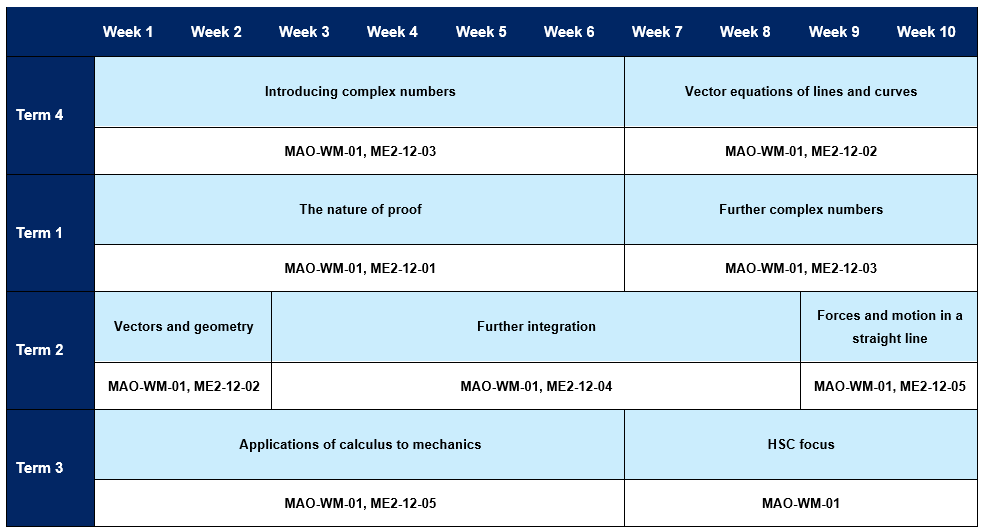 Week 1 Week 2 Week 3 Week 4 Week 5 Week 6 Week 7 Week 8 Week 9 Week 10
Term 4
Introducing complex numbers
Vector equations of lines and curves
MAO-WM-01, ME2-12-03
MAO-WM-01, ME2-12-02
Term 1
The nature of proof
Further complex numbers
MAO-WM-01, ME2-12-01
MAO-WM-01, ME2-12-03
Term 2
Vectors and geometry
Further integration
Forces and motion in a
straight line
MAO-WM-01, ME2-12-02
MAO-WM-01, ME2-12-04
MAO-WM-01, ME2-12-05
Term 3
Applications of calculus to mechanics
HSC focus
MAO-WM-01, ME2-12-05
MAO-WM-01